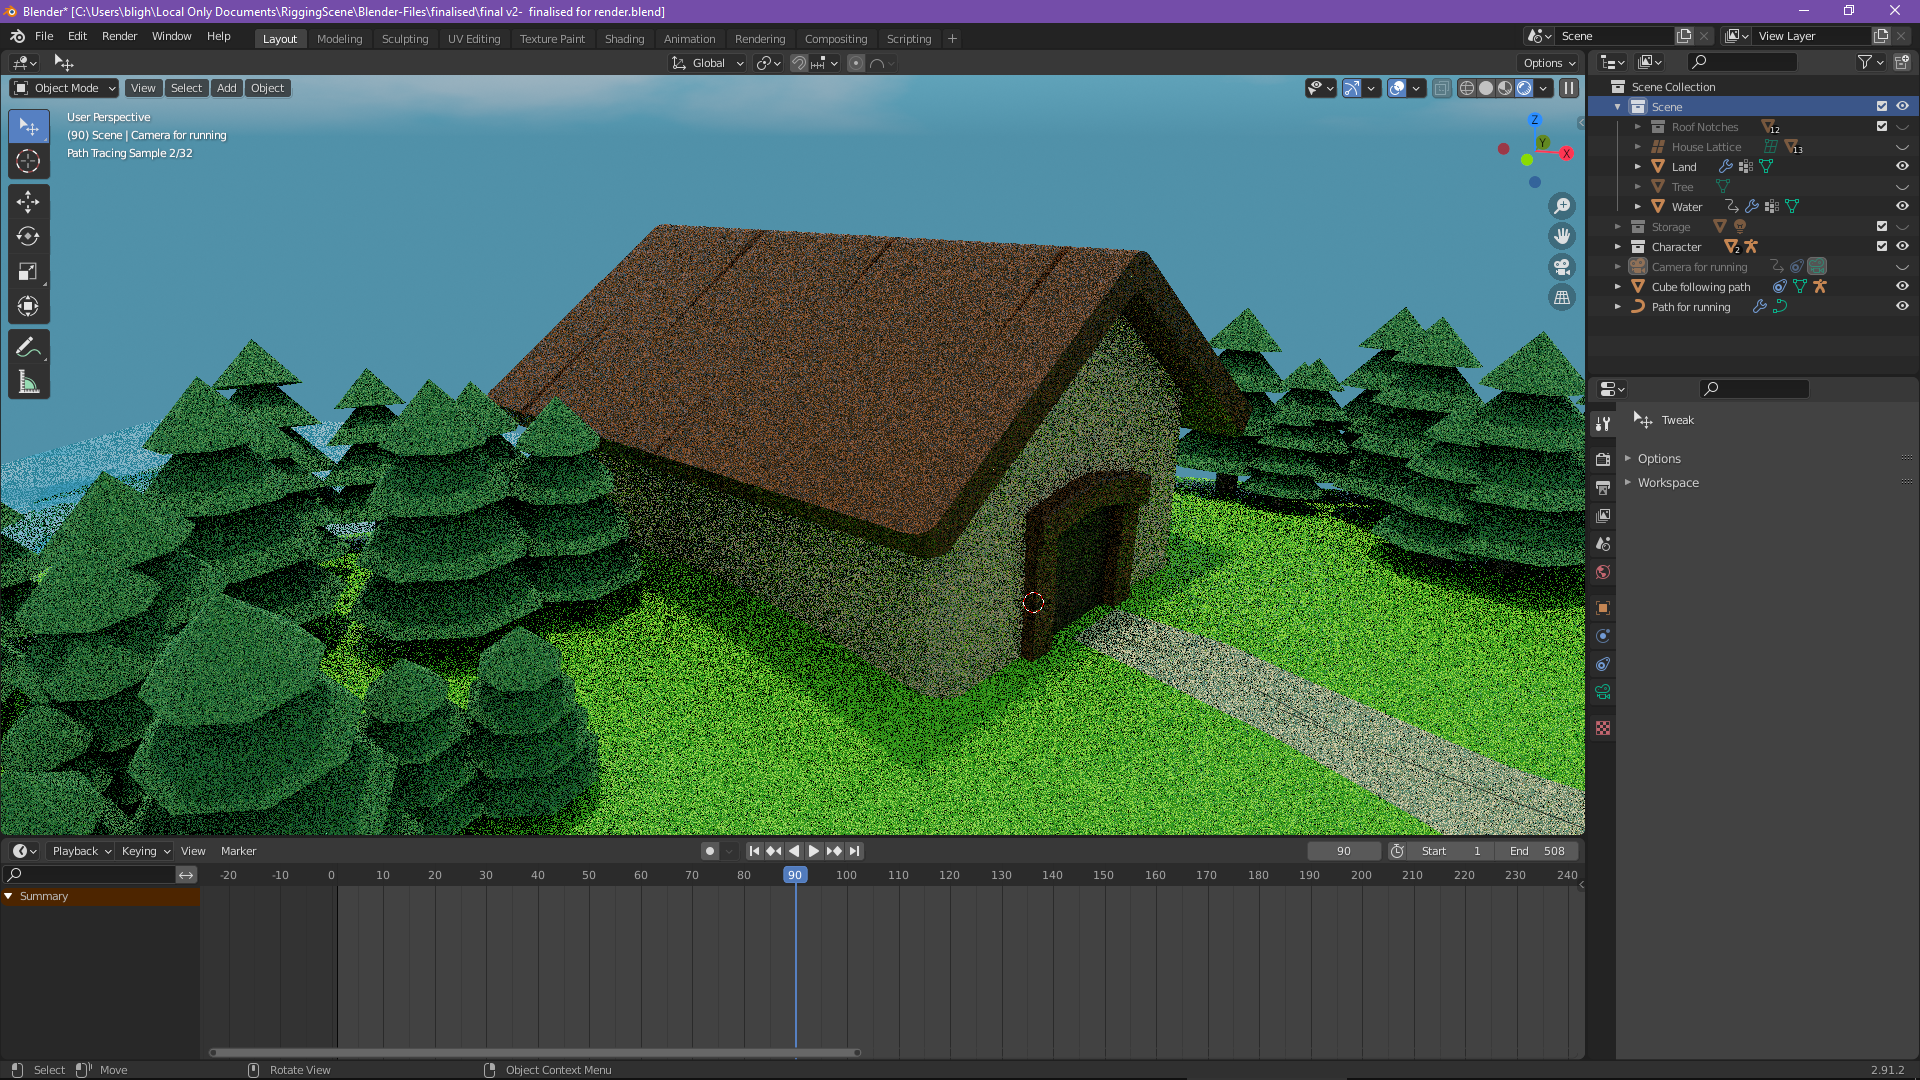 Blender* [C:\Users\bligh\Local Only Documents\RiggingScene\Blender-Files\finalised\final v2-  finalised for render.blend]
File Edit Render Window Help Layout Modeling Sculpting UV Editing Texture Paint Shading Animation Rendering Compositing Scripting + Scene View Layer
Global Options
Object Mode View Select Add Object
User Perspective
(90) Scene | Camera for running
Path Tracing Sample 2/32
Z
Y
X
Scene Collection
Scene
Roof Notches 12
House Lattice 13
Land
Tree
Water
Storage
Character 2
Camera for running
Cube following path
Path for running
Tweak
Options
Workspace
Playback Keying View Marker 90 Start 1 End 508
-20 -10 0 10 20 30 40 50 60 70 80 90 100 110 120 130 140 150 160 170 180 190 200 210 220 230 240
Summary
Select Move Rotate View Object Context Menu 2.91.2